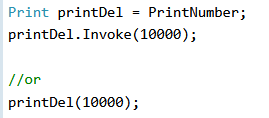 Print printDel = PrintNumber;
printDel.Invoke(10000);
//or
printDel(10000);